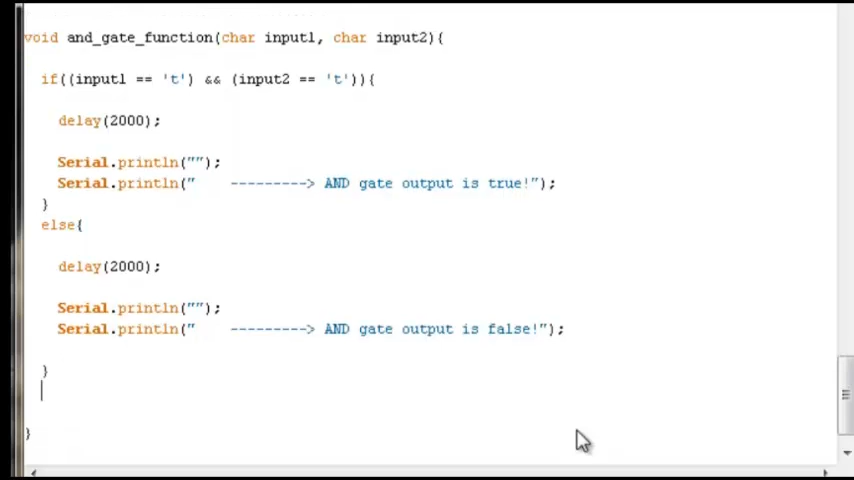 void and_gate_function(char input1, char input2){
if((input1 == 't') && (input2 == 't')){
delay(2000);
Serial.println("");
Serial.println("    ---------> AND gate output is true!");
}
else{
delay(2000);
Serial.println("");
Serial.println("    ---------> AND gate output is false!");
}
}